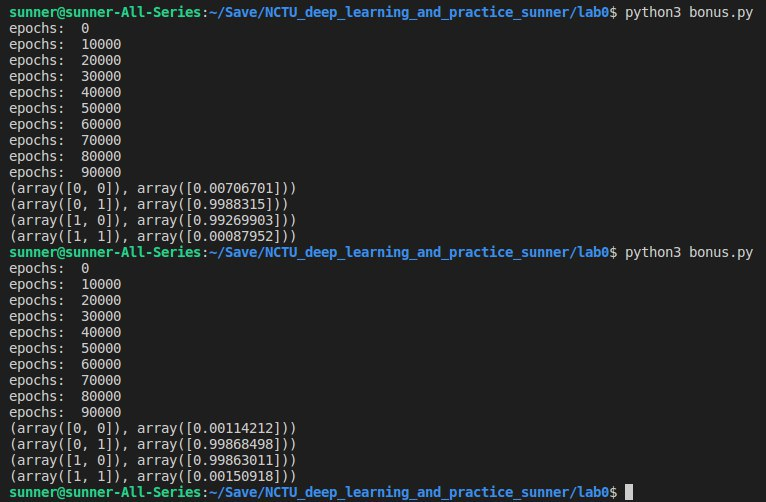 sunner@sunner-All-Series:~/Save/NCTU_deep_learning_and_practice_sunner/lab0$ python3 bonus.py
epochs:  0
epochs:  10000
epochs:  20000
epochs:  30000
epochs:  40000
epochs:  50000
epochs:  60000
epochs:  70000
epochs:  80000
epochs:  90000
(array([0, 0]), array([0.00706701]))
(array([0, 1]), array([0.9988315]))
(array([1, 0]), array([0.99269903]))
(array([1, 1]), array([0.00087952]))
sunner@sunner-All-Series:~/Save/NCTU_deep_learning_and_practice_sunner/lab0$ python3 bonus.py
epochs:  0
epochs:  10000
epochs:  20000
epochs:  30000
epochs:  40000
epochs:  50000
epochs:  60000
epochs:  70000
epochs:  80000
epochs:  90000
(array([0, 0]), array([0.00114212]))
(array([0, 1]), array([0.99868498]))
(array([1, 0]), array([0.99863011]))
(array([1, 1]), array([0.00150918]))
sunner@sunner-All-Series:~/Save/NCTU_deep_learning_and_practice_sunner/lab0$